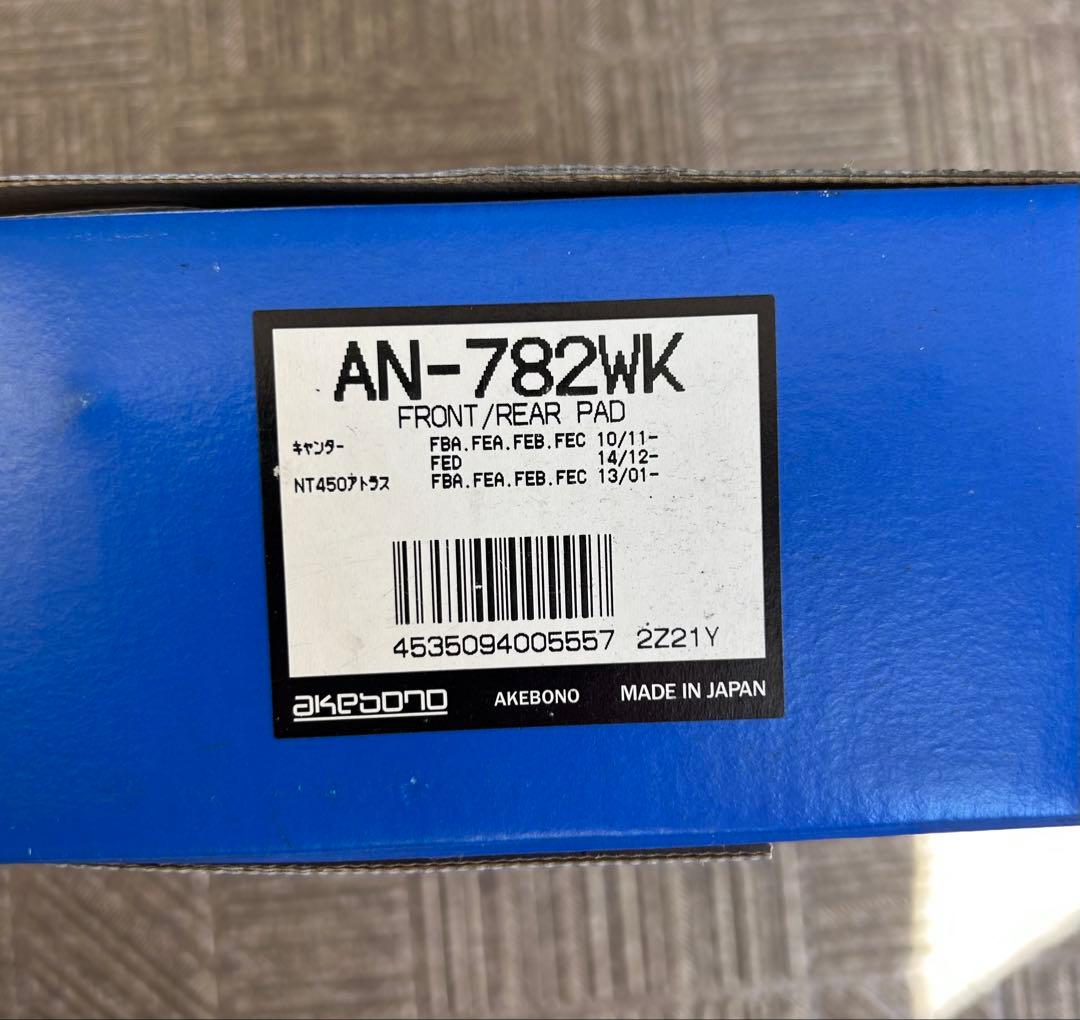 AN-782WK
FRONT/REAR PAD
キャンター FBA.FEA.FEB.FEC 10/11-
FED 14/12-
NT450アトラス FBA.FEA.FEB.FEC 13/01-
4535094005557 2Z21Y
akebono AKEBONO MADE IN JAPAN